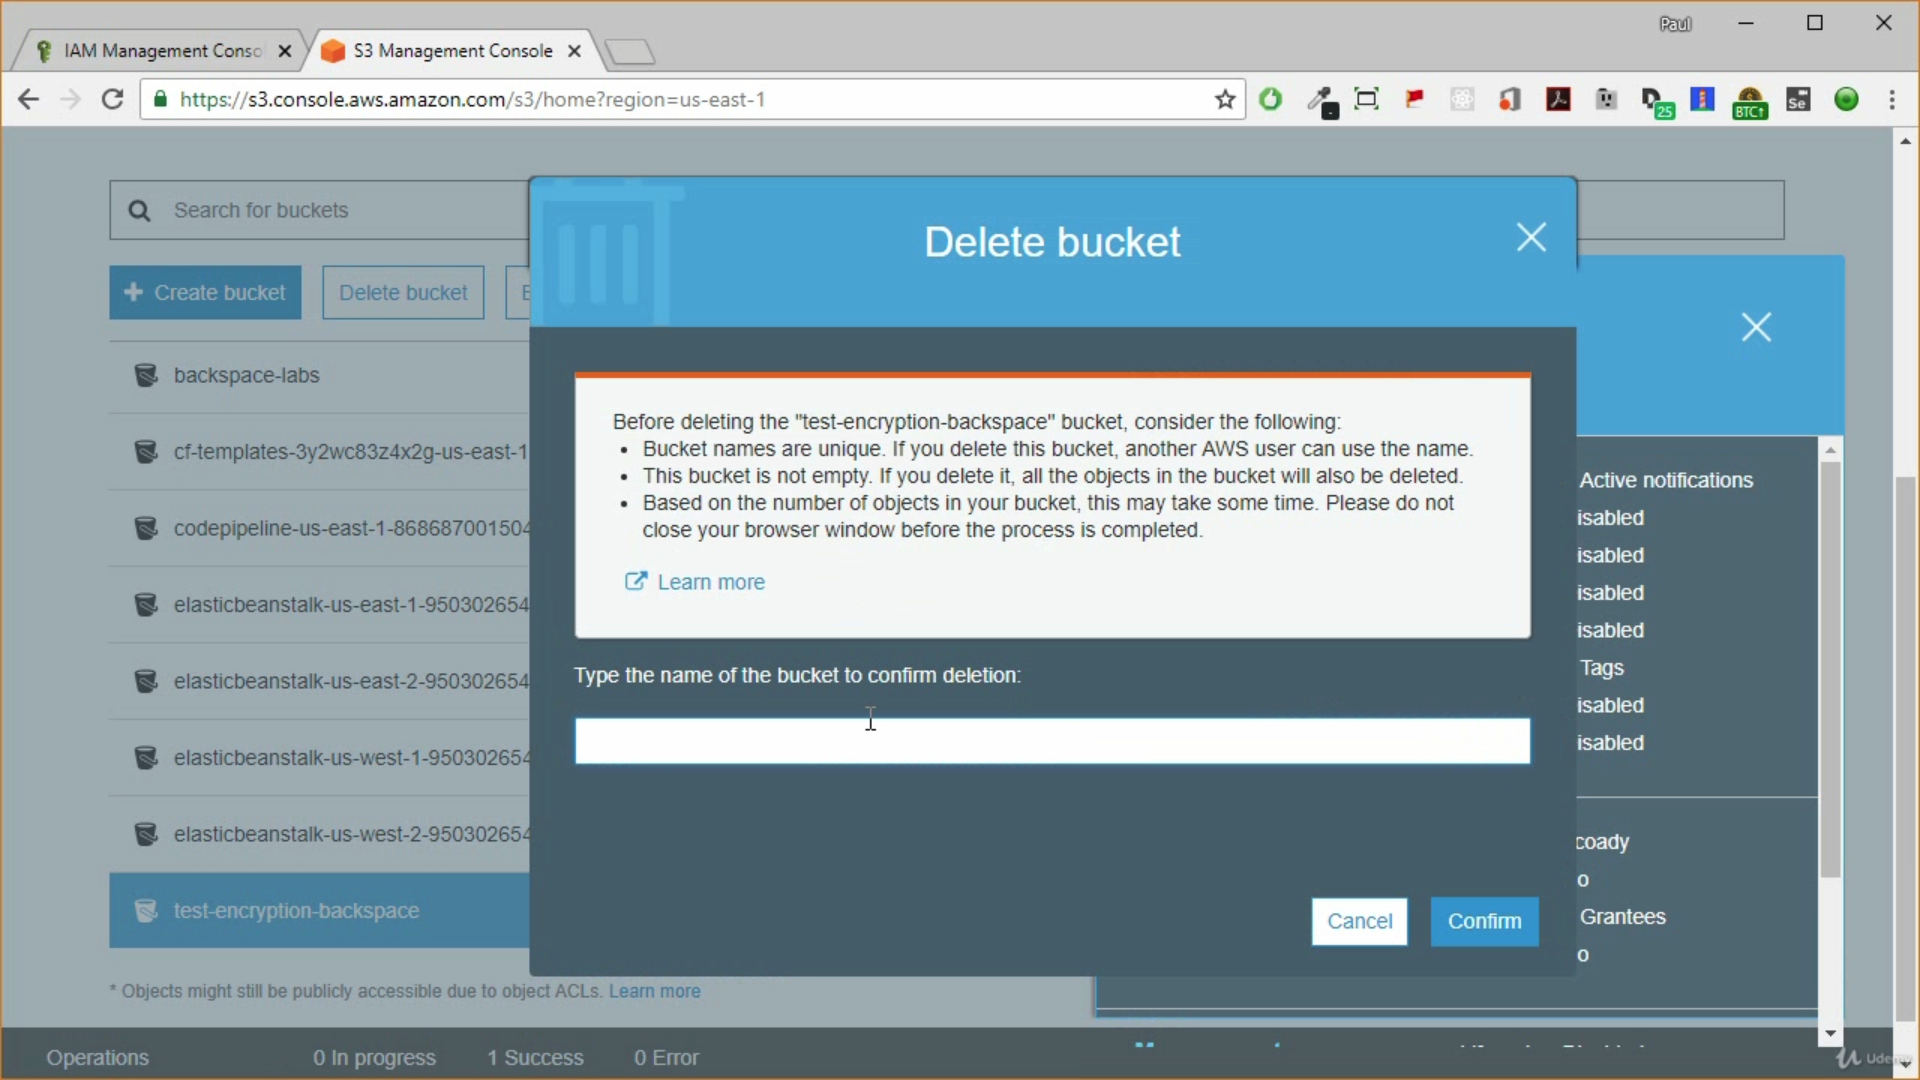 Paul
IAM Management Conso
S3 Management Console
https://s3.console.aws.amazon.com/s3/home?region=us-east-1
25
BTC↑
Se
Search for buckets
Delete bucket
Create bucket
Delete bucket
backspace-labs
cf-templates-3y2wc83z4x2g-us-east-1
codepipeline-us-east-1-868687001504
elasticbeanstalk-us-east-1-950302654
elasticbeanstalk-us-east-2-950302654
elasticbeanstalk-us-west-1-950302654
elasticbeanstalk-us-west-2-950302654
test-encryption-backspace
* Objects might still be publicly accessible due to object ACLs. Learn more
Before deleting the "test-encryption-backspace" bucket, consider the following:
• Bucket names are unique. If you delete this bucket, another AWS user can use the name.
• This bucket is not empty. If you delete it, all the objects in the bucket will also be deleted.
• Based on the number of objects in your bucket, this may take some time. Please do not
close your browser window before the process is completed.
Learn more
Type the name of the bucket to confirm deletion:
Cancel
Confirm
Active notifications
isabled
isabled
isabled
isabled
Tags
isabled
isabled
coady
o
Grantees
o
Operations
0 In progress
1 Success
0 Error